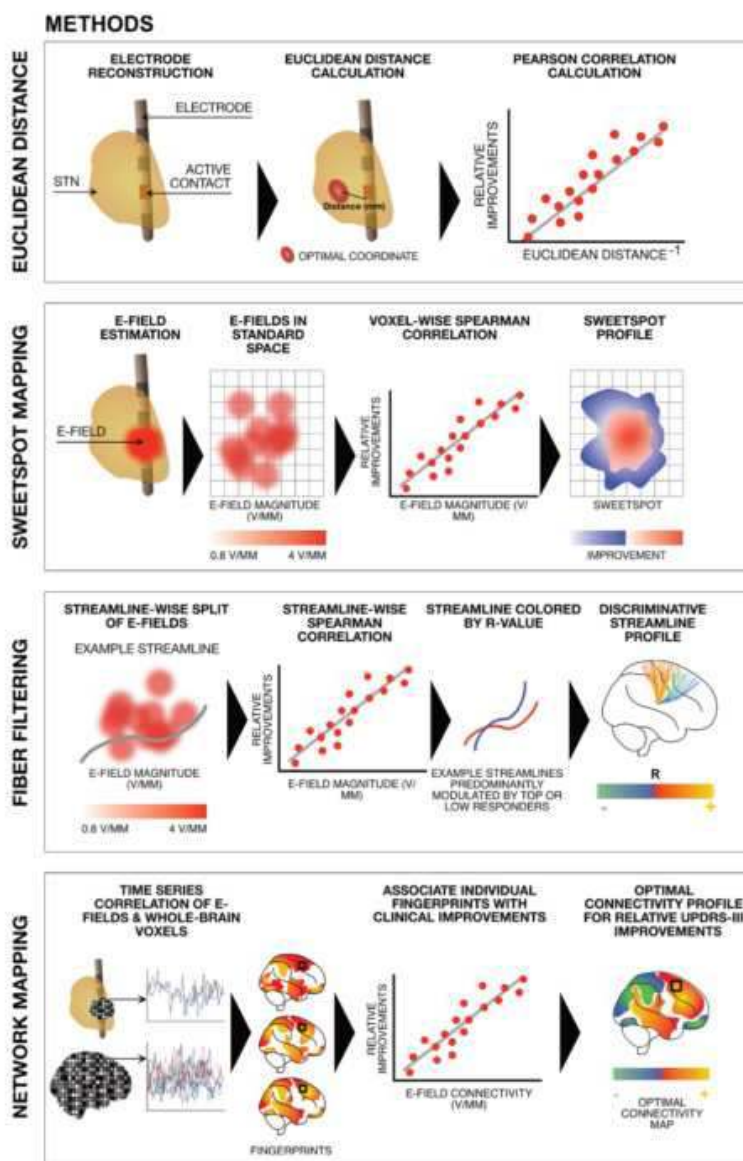 METHODS
EUCLIDEAN DISTANCE
ELECTRODE
RECONSTRUCTION
ELECTRODE
STN
ACTIVE
CONTACT
EUCLIDEAN DISTANCE
CALCULATION
Distance (mm)
OPTIMAL COORDINATE
PEARSON CORRELATION
CALCULATION
RELATIVE
IMPROVEMENTS
EUCLIDEAN DISTANCE⁻¹
SWEETSPOT MAPPING
E-FIELD
ESTIMATION
E-FIELD
E-FIELDS IN
STANDARD
SPACE
E-FIELD MAGNITUDE
(V/MM)
0.8 V/MM 4 V/MM
VOXEL-WISE SPEARMAN
CORRELATION
RELATIVE
IMPROVEMENTS
E-FIELD MAGNITUDE (V/
MM)
SWEETSPOT
PROFILE
SWEETSPOT
IMPROVEMENT
FIBER FILTERING
STREAMLINE-WISE SPLIT
OF E-FIELDS
EXAMPLE STREAMLINE
E-FIELD MAGNITUDE
(V/MM)
0.8 V/MM 4 V/MM
STREAMLINE-WISE
SPEARMAN
CORRELATION
RELATIVE
IMPROVEMENTS
E-FIELD MAGNITUDE (V/
MM)
STREAMLINE COLORED
BY R-VALUE
EXAMPLE STREAMLINES
PREDOMINANTLY
MODULATED BY TOP OR
LOW RESPONDERS
DISCRIMINATIVE
STREAMLINE
PROFILE
R
- +
NETWORK MAPPING
TIME SERIES
CORRELATION OF E-
FIELDS & WHOLE-BRAIN
VOXELS
FINGERPRINTS
ASSOCIATE INDIVIDUAL
FINGERPRINTS WITH
CLINICAL IMPROVEMENTS
RELATIVE
IMPROVEMENTS
E-FIELD CONNECTIVITY
(V/MM)
OPTIMAL
CONNECTIVITY PROFILE
FOR RELATIVE UPDRS-III
IMPROVEMENTS
- +
OPTIMAL
CONNECTIVITY
MAP